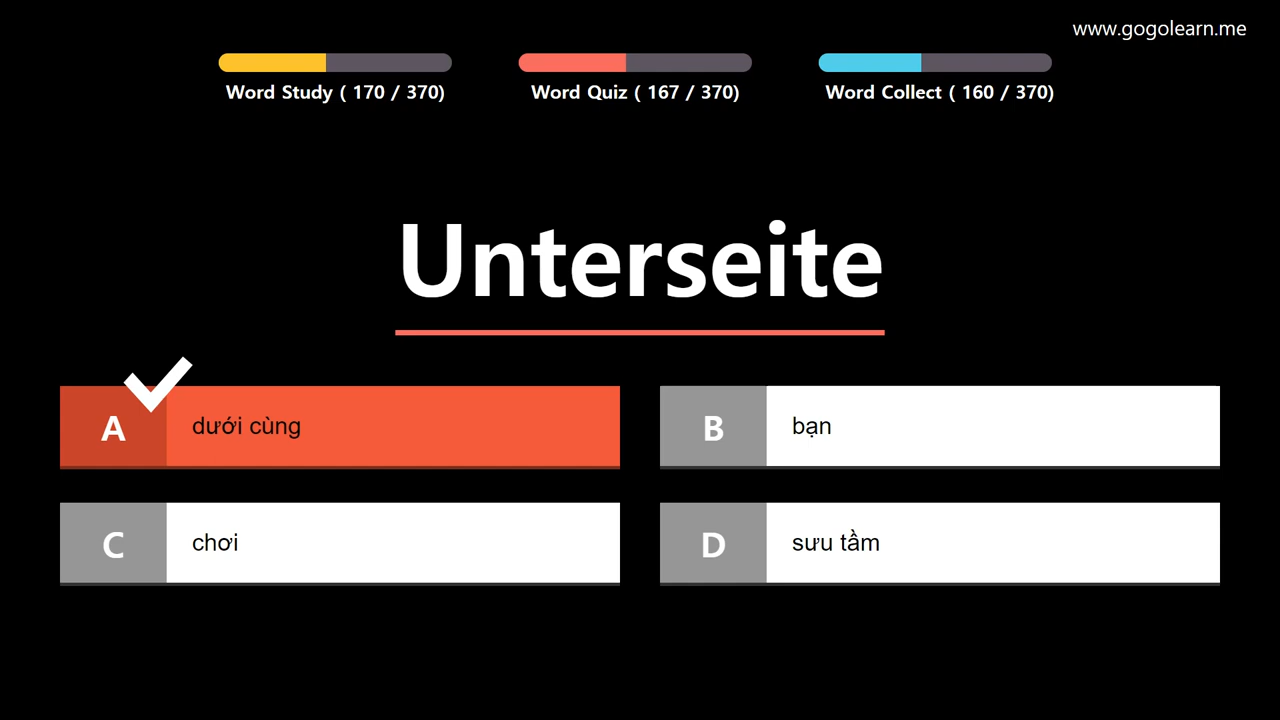 www.gogolearn.me
Word Study ( 170 / 370)
Word Quiz ( 167 / 370)
Word Collect ( 160 / 370)
Unterseite
A dưới cùng
B bạn
C chơi
D sưu tầm